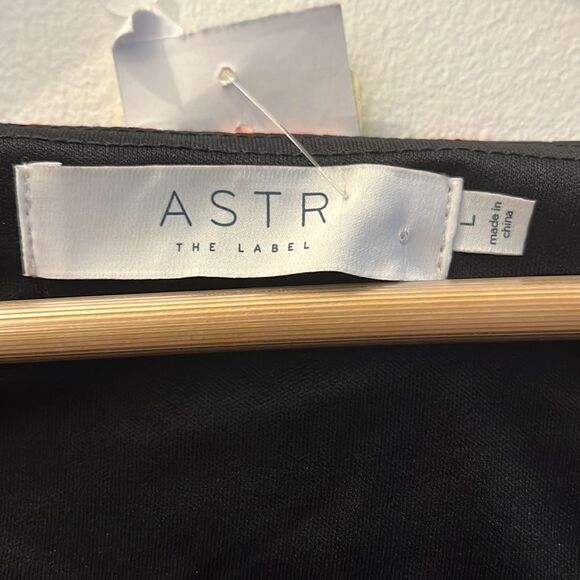 ASTR
THE LABEL
L
made in
china